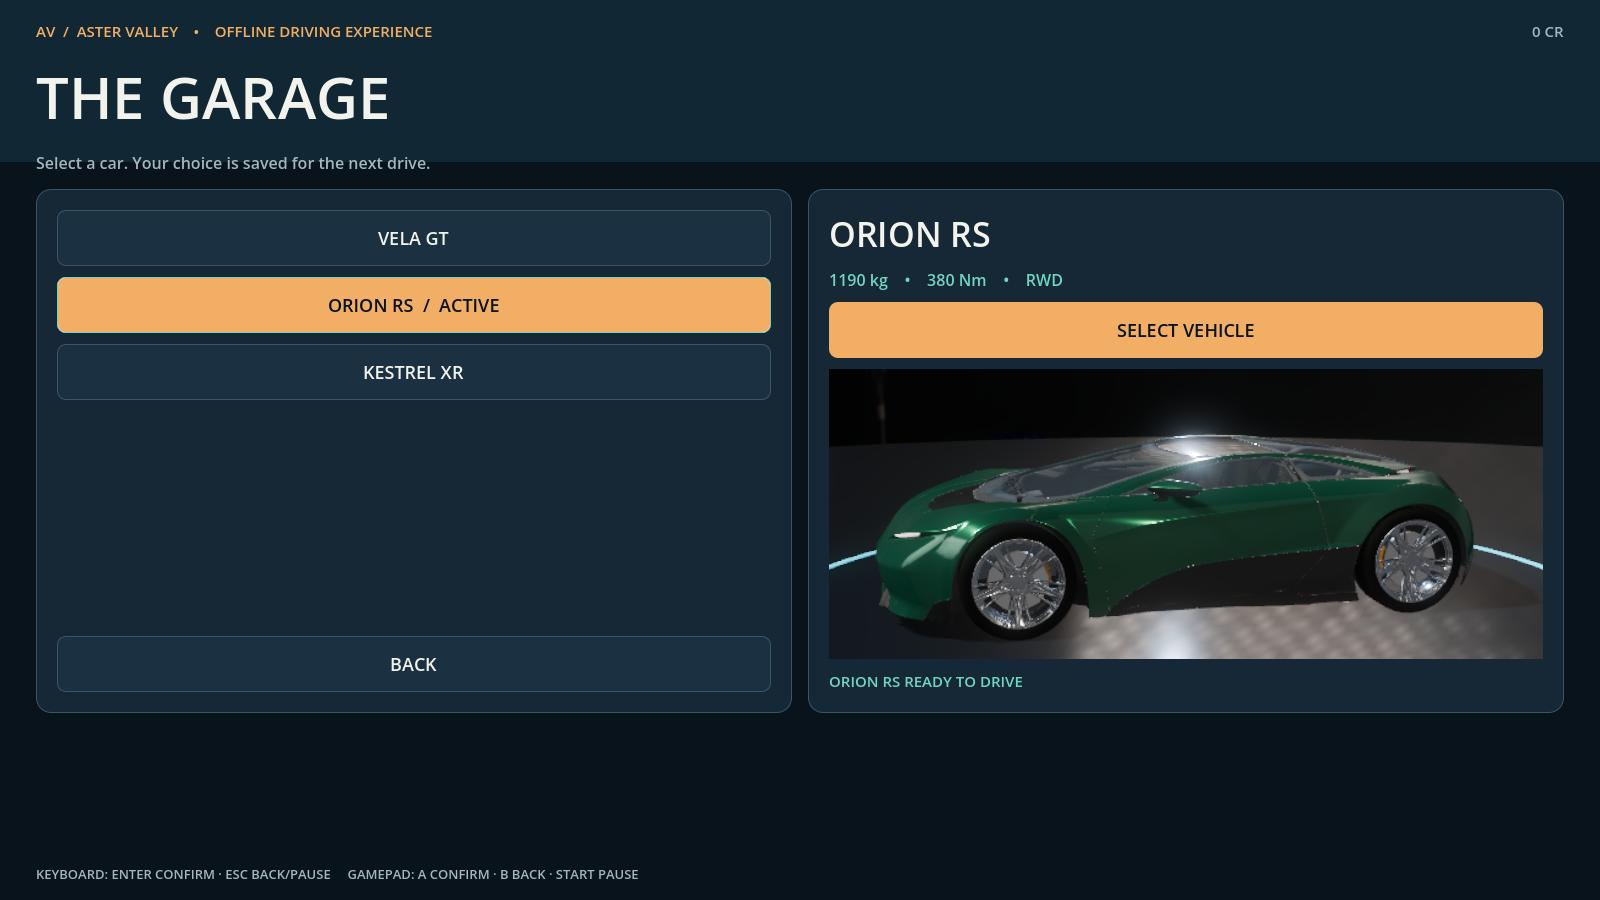 AV / ASTER VALLEY • OFFLINE DRIVING EXPERIENCE
0 CR
THE GARAGE
Select a car. Your choice is saved for the next drive.
VELA GT
ORION RS / ACTIVE
KESTREL XR
BACK
ORION RS
1190 kg • 380 Nm • RWD
SELECT VEHICLE
ORION RS READY TO DRIVE
KEYBOARD: ENTER CONFIRM · ESC BACK/PAUSE GAMEPAD: A CONFIRM · B BACK · START PAUSE